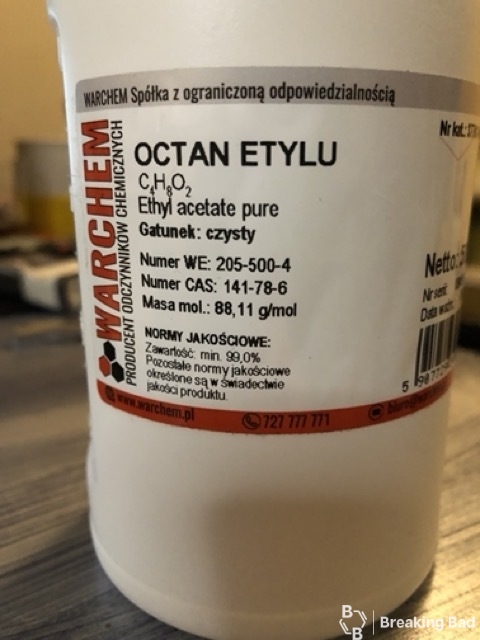 WARCHEM Spółka z ograniczoną odpowiedzialnością
WARCHEM
PRODUCENT ODCZYNNIKÓW CHEMICZNYCH
Nr kat.:
OCTAN ETYLU
C₄H₈O₂
Ethyl acetate pure
Gatunek: czysty
Numer WE: 205-500-4
Numer CAS: 141-78-6
Masa mol.: 88,11 g/mol
Netto:
Nr serii:
NORMY JAKOŚCIOWE:
Zawartość: min. 99,0%
Pozostałe normy jakościowe
określone są w świadectwie
jakości produktu.
www.warchem.pl
727 777 771
Breaking Bad